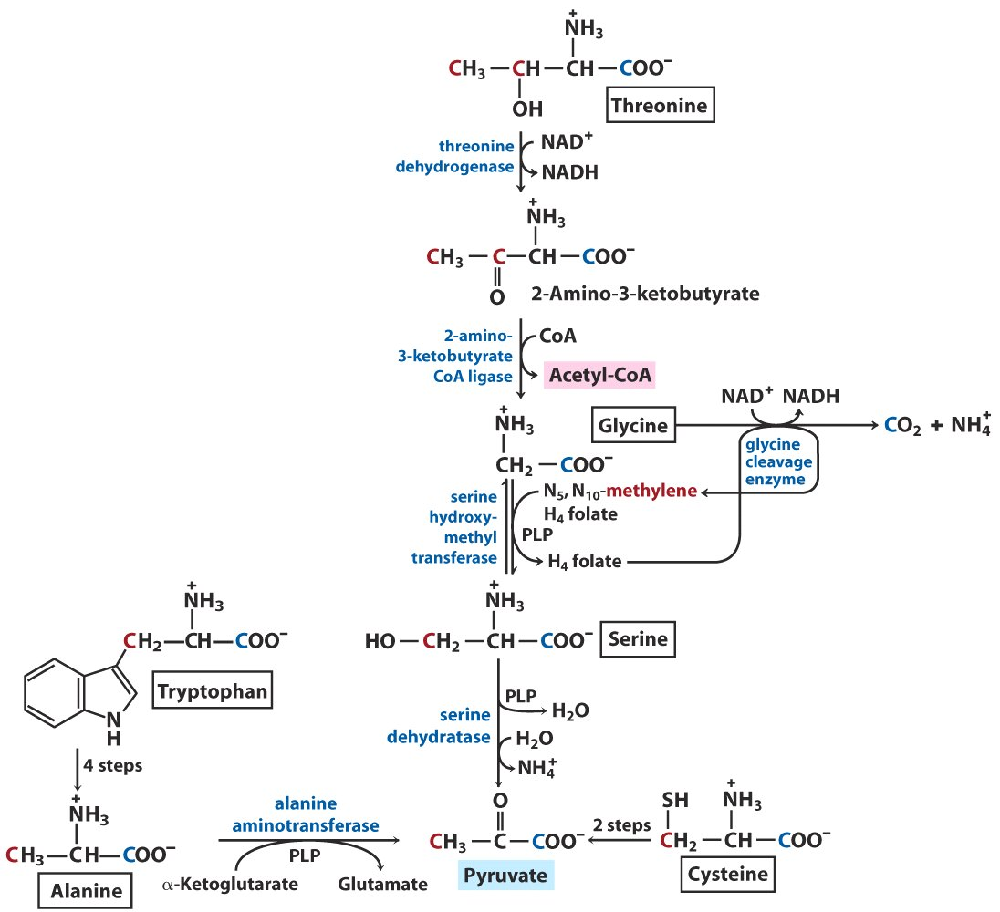 ⁺NH₃
CH₃—CH—CH—COO⁻
OH
Threonine
threonine
dehydrogenase
NAD⁺
NADH
⁺NH₃
CH₃—C—CH—COO⁻
O
2-Amino-3-ketobutyrate
2-amino-
3-ketobutyrate
CoA ligase
CoA
Acetyl-CoA
⁺NH₃
CH₂—COO⁻
Glycine
NAD⁺ NADH
CO₂ + NH₄⁺
glycine
cleavage
enzyme
serine
hydroxy-
methyl
transferase
N₅, N₁₀-methylene
H₄ folate
PLP
H₄ folate
⁺NH₃
HO—CH₂—CH—COO⁻
Serine
⁺NH₃
CH₂—CH—COO⁻
Tryptophan
N
H
4 steps
serine
dehydratase
PLP
H₂O
H₂O
NH₄⁺
⁺NH₃
CH₃—CH—COO⁻
Alanine
alanine
aminotransferase
PLP
α-Ketoglutarate
Glutamate
O
CH₃—C—COO⁻
Pyruvate
2 steps
SH
⁺NH₃
CH₂—CH—COO⁻
Cysteine